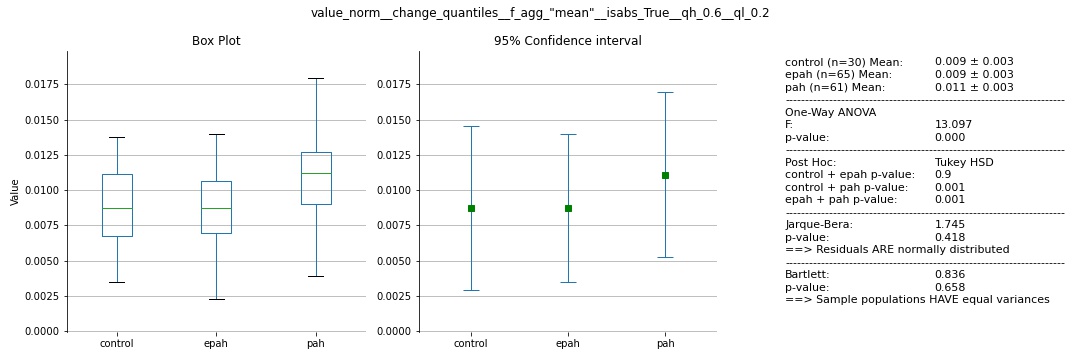 value_norm__change_quantiles__f_agg_"mean"__isabs_True__qh_0.6__ql_0.2
Box Plot
Value
0.0175
0.0150
0.0125
0.0100
0.0075
0.0050
0.0025
0.0000
control epah pah
95% Confidence interval
0.0175
0.0150
0.0125
0.0100
0.0075
0.0050
0.0025
0.0000
control epah pah
control (n=30) Mean: 0.009 ± 0.003
epah (n=65) Mean: 0.009 ± 0.003
pah (n=61) Mean: 0.011 ± 0.003
One-Way ANOVA
F: 13.097
p-value: 0.000
Post Hoc: Tukey HSD
control + epah p-value: 0.9
control + pah p-value: 0.001
epah + pah p-value: 0.001
Jarque-Bera: 1.745
p-value: 0.418
==> Residuals ARE normally distributed
Bartlett: 0.836
p-value: 0.658
==> Sample populations HAVE equal variances